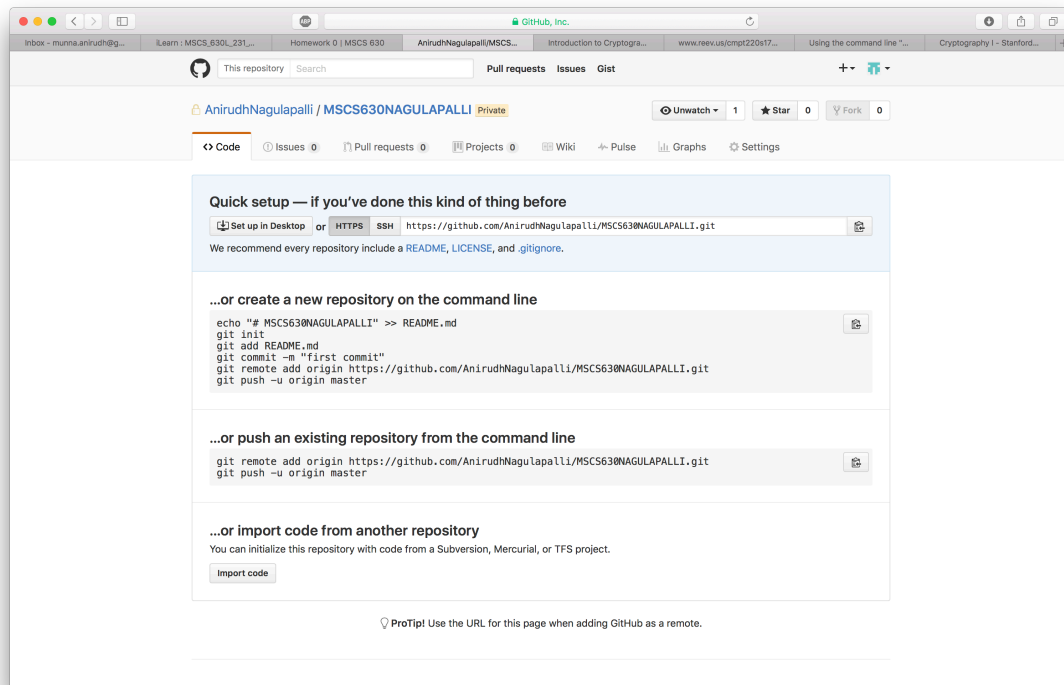 ABP
GitHub, Inc.
Inbox - munna.anirudh@g...
iLearn : MSCS_630L_231_...
Homework 0 | MSCS 630
AnirudhNagulapalli/MSCS...
Introduction to Cryptogra...
www.reev.us/cmpt220s17...
Using the command line "...
Cryptography I - Stanford...
This repository Search
Pull requests Issues Gist
AnirudhNagulapalli / MSCS630NAGULAPALLI Private
Unwatch 1 Star 0 Fork 0
Code Issues 0 Pull requests 0 Projects 0 Wiki Pulse Graphs Settings
Quick setup — if you’ve done this kind of thing before
Set up in Desktop or HTTPS SSH https://github.com/AnirudhNagulapalli/MSCS630NAGULAPALLI.git
We recommend every repository include a README, LICENSE, and .gitignore.
...or create a new repository on the command line
echo "# MSCS630NAGULAPALLI" >> README.md
git init
git add README.md
git commit -m "first commit"
git remote add origin https://github.com/AnirudhNagulapalli/MSCS630NAGULAPALLI.git
git push -u origin master
...or push an existing repository from the command line
git remote add origin https://github.com/AnirudhNagulapalli/MSCS630NAGULAPALLI.git
git push -u origin master
...or import code from another repository
You can initialize this repository with code from a Subversion, Mercurial, or TFS project.
Import code
ProTip! Use the URL for this page when adding GitHub as a remote.